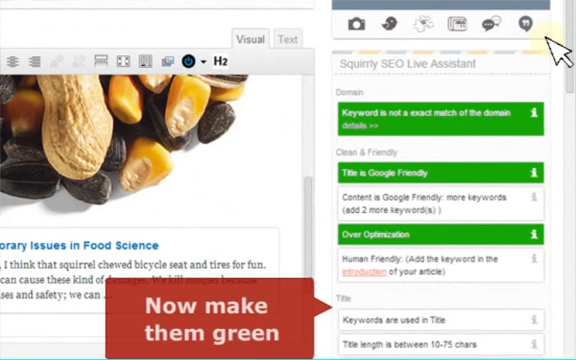 Visual Text
H2
orary Issues in Food Science
, I think that squirrel chewed bicycle seat and tires for fun.
can cause these kind of damages. We kill mouses because
ses and safety; we can ...
Now make
them green
Squirrly SEO Live Assistant
Domain
Keyword is not a exact match of the domain
details >>
Clean & Friendly
Title is Google Friendly
Content is Google Friendly: more keywords
(add 2 more keyword(s) )
Over Optimization
Human Friendly: (Add the keyword in the
introduction of your article)
Title
Keywords are used in Title
Title length is between 10-75 chars